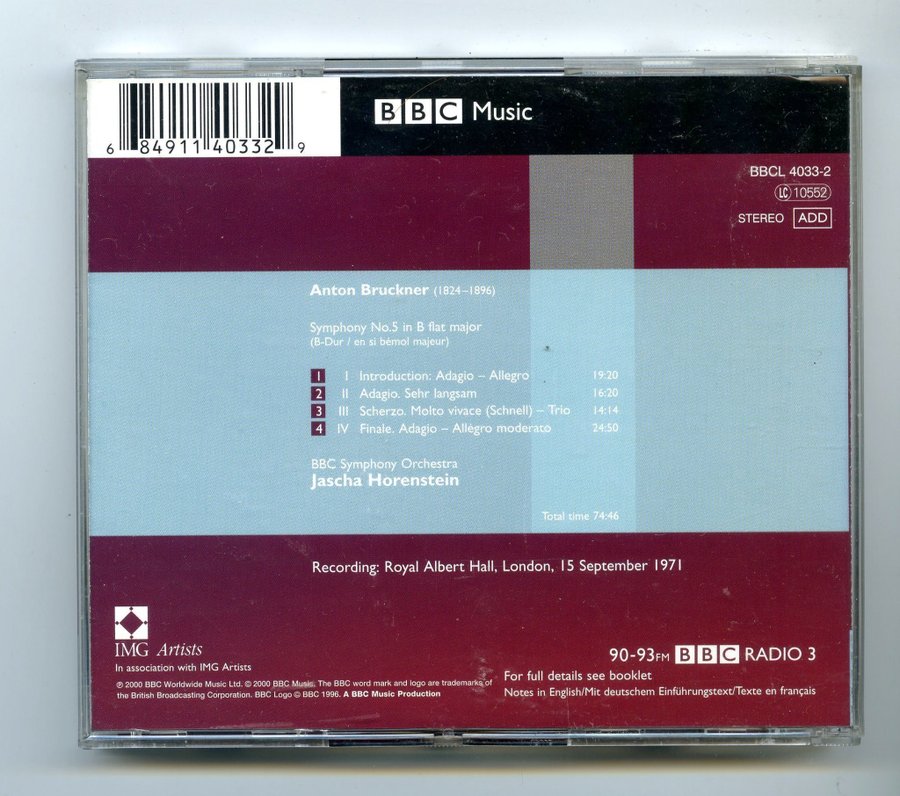 6 84911 40332 9
BBC Music
BBCL 4033-2
LC 10552
STEREO ADD
Anton Bruckner (1824–1896)
Symphony No.5 in B flat major
(B-Dur / en si bémol majeur)
1 I Introduction: Adagio – Allegro 19:20
2 II Adagio. Sehr langsam 16:20
3 III Scherzo. Molto vivace (Schnell) – Trio 14:14
4 IV Finale. Adagio – Allegro moderato 24:50
BBC Symphony Orchestra
Jascha Horenstein
Total time 74:46
Recording: Royal Albert Hall, London, 15 September 1971
IMG Artists
In association with IMG Artists
℗ 2000 BBC Worldwide Music Ltd. © 2000 BBC Music. The BBC word mark and logo are trademarks of
the British Broadcasting Corporation. BBC Logo © BBC 1996. A BBC Music Production
90-93FM BBC RADIO 3
For full details see booklet
Notes in English/Mit deutschem Einführungstext/Texte en français